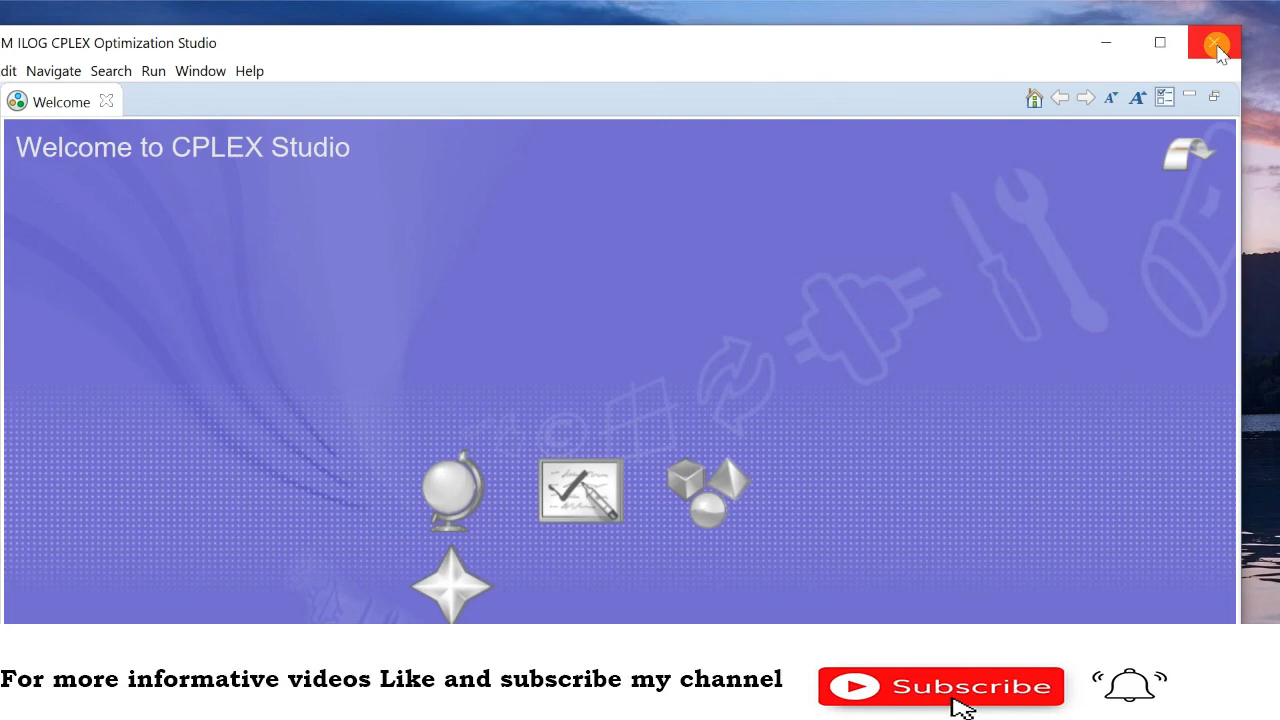 M ILOG CPLEX Optimization Studio
dit Navigate Search Run Window Help
Welcome
Welcome to CPLEX Studio
For more informative videos Like and subscribe my channel
Subscribe